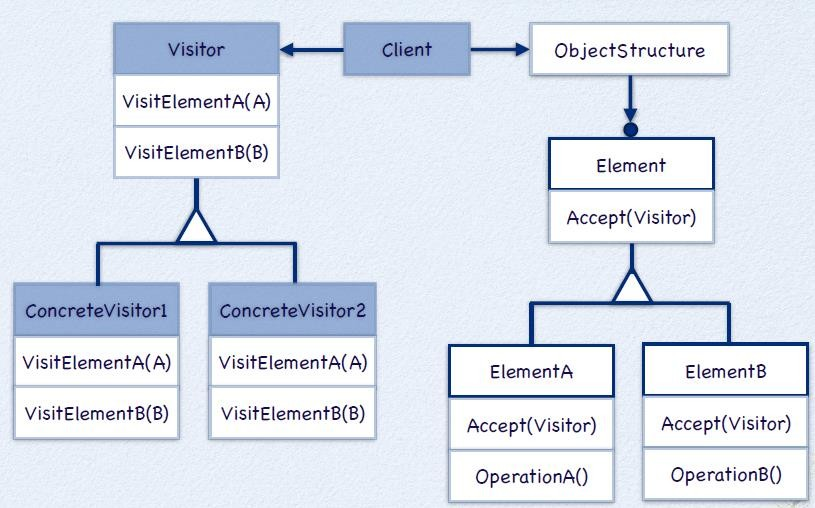 Visitor
Client
ObjectStructure
VisitElementA(A)
VisitElementB(B)
Element
Accept(Visitor)
ConcreteVisitor1
VisitElementA(A)
VisitElementB(B)
ConcreteVisitor2
VisitElementA(A)
VisitElementB(B)
ElementA
Accept(Visitor)
OperationA()
ElementB
Accept(Visitor)
OperationB()